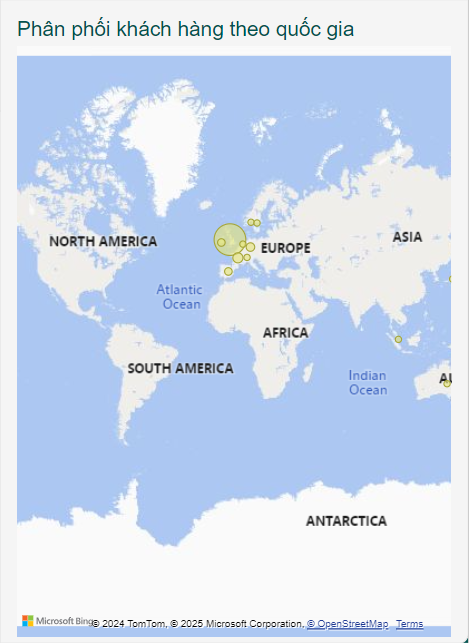 Phân phối khách hàng theo quốc gia
NORTH AMERICA
EUROPE
ASIA
Atlantic
Ocean
AFRICA
SOUTH AMERICA
Indian
Ocean
AU
ANTARCTICA
Microsoft Bing
© 2024 TomTom, © 2025 Microsoft Corporation, © OpenStreetMap Terms